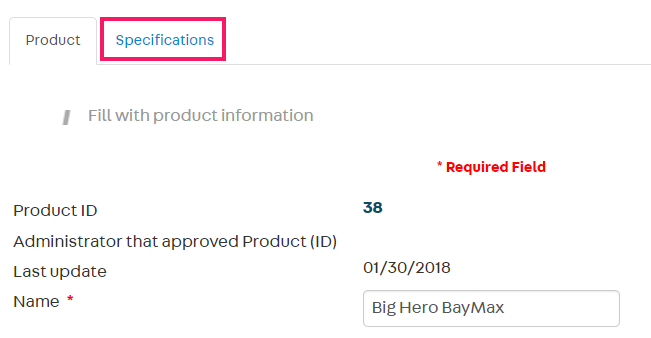 Product Specifications
Fill with product information
* Required Field
Product ID 38
Administrator that approved Product (ID)
Last update 01/30/2018
Name * Big Hero BayMax